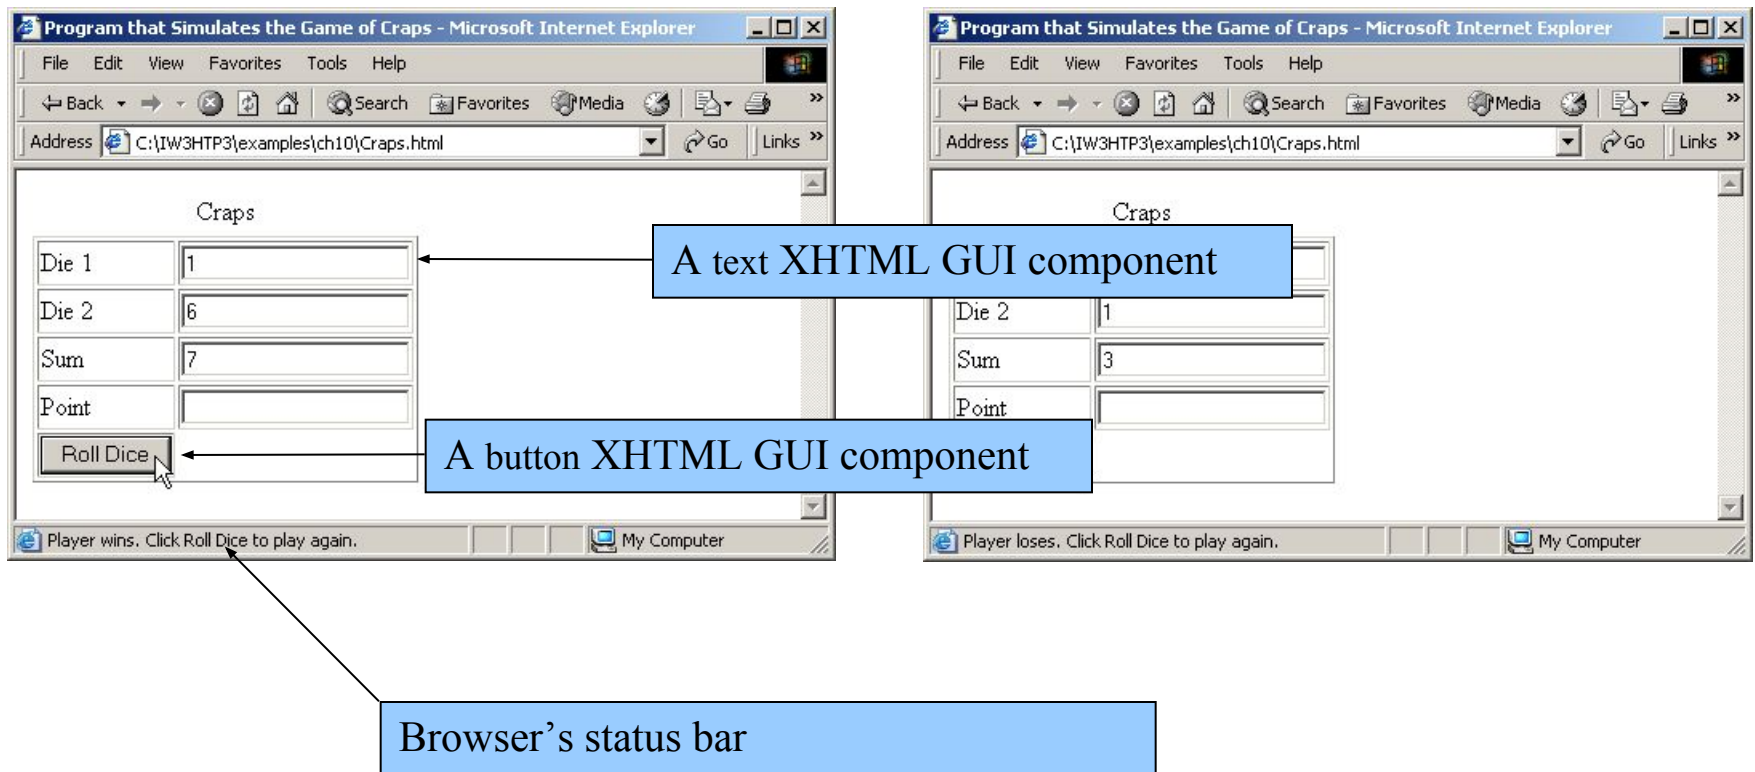 Program that Simulates the Game of Craps - Microsoft Internet Explorer
File Edit View Favorites Tools Help
Back Search Favorites Media »
Address C:\IW3HTP3\examples\ch10\Craps.html Go Links »
Craps
Die 1 1
Die 2 6
Sum 7
Point
Roll Dice
Player wins. Click Roll Dice to play again. My Computer
Program that Simulates the Game of Craps - Microsoft Internet Explorer
File Edit View Favorites Tools Help
Back Search Favorites Media »
Address C:\IW3HTP3\examples\ch10\Craps.html Go Links »
Craps
Die 2 1
Sum 3
Point
Player loses. Click Roll Dice to play again. My Computer
A text XHTML GUI component
A button XHTML GUI component
Browser’s status bar